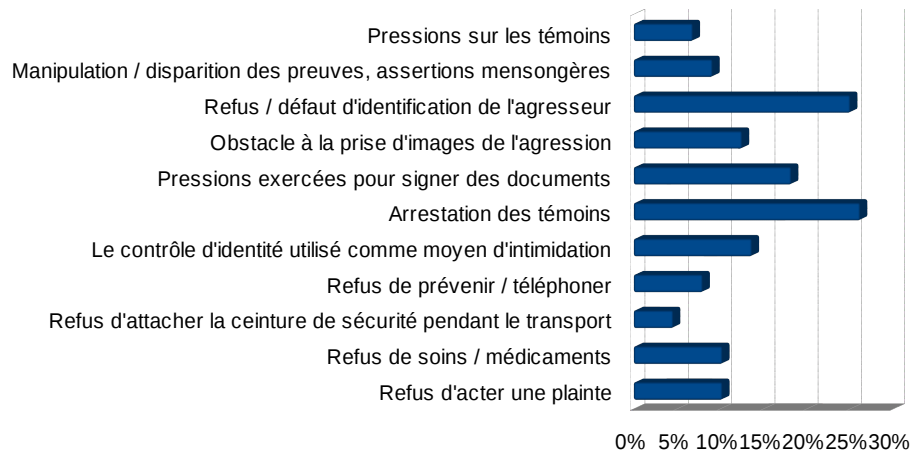 Pressions sur les témoins
Manipulation / disparition des preuves, assertions mensongères
Refus / défaut d'identification de l'agresseur
Obstacle à la prise d'images de l'agression
Pressions exercées pour signer des documents
Arrestation des témoins
Le contrôle d'identité utilisé comme moyen d'intimidation
Refus de prévenir / téléphoner
Refus d'attacher la ceinture de sécurité pendant le transport
Refus de soins / médicaments
Refus d'acter une plainte
0% 5% 10% 15% 20% 25% 30%